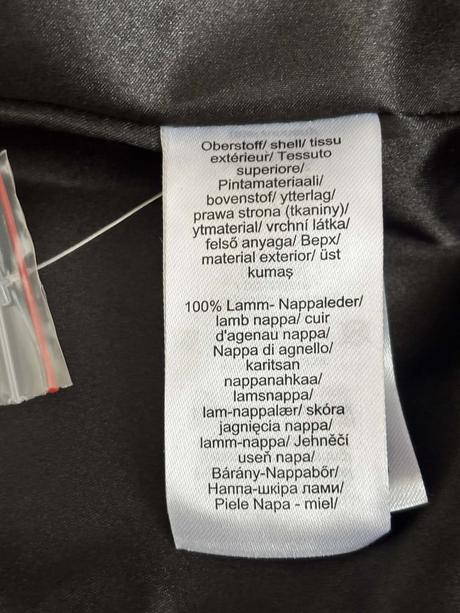 Oberstoff/ shell/ tissu
extérieur/ Tessuto
superiore/
Pintamateriaali/
bovenstof/ ytterlag/
prawa strona (tkaniny)/
ytmaterial/ vrchní látka/
felső anyaga/ Верх/
material exterior/ üst
kumaş
100% Lamm- Nappaleder/
lamb nappa/ cuir
d'agenau nappa/
Nappa di agnello/
karitsan
nappanahkaa/
lamsnappa/
lam-nappalær/ skóra
jagnięcia nappa/
lamm-nappa/ Jehněčí
useň napa/
Bárány-Nappabőr/
Наппа-шкіра лами/
Piele Napa - miel/